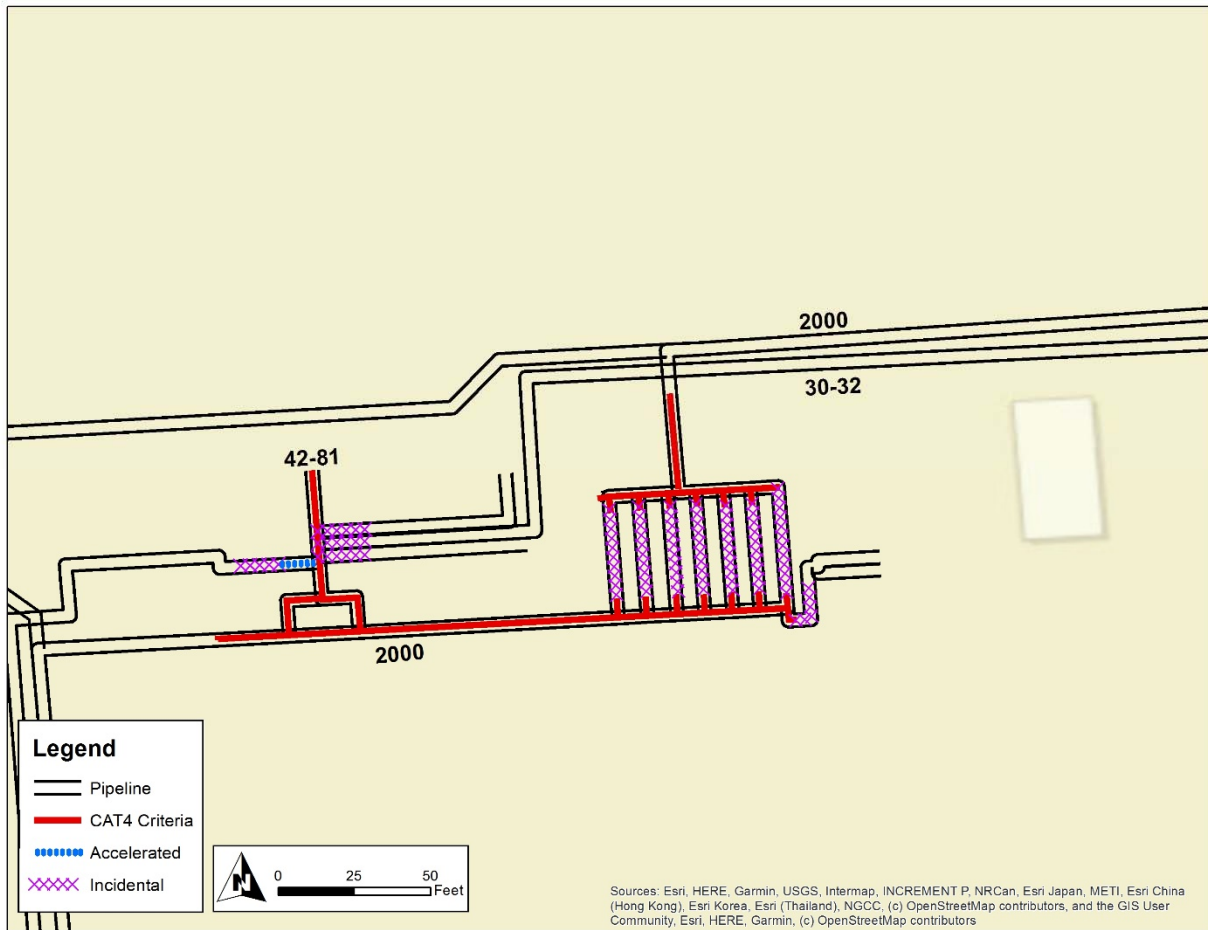 2000
30-32
42-81
2000
Legend
Pipeline
CAT4 Criteria
Accelerated
Incidental
N
0 25 50
Feet
Sources: Esri, HERE, Garmin, USGS, Intermap, INCREMENT P, NRCan, Esri Japan, METI, Esri China
(Hong Kong), Esri Korea, Esri (Thailand), NGCC, (c) OpenStreetMap contributors, and the GIS User
Community, Esri, HERE, Garmin, (c) OpenStreetMap contributors